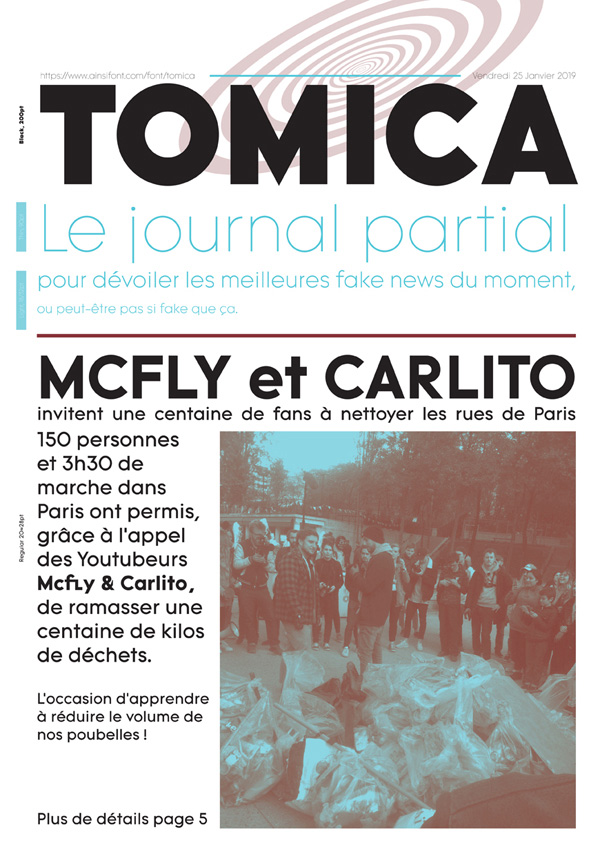 https://www.ainsifont.com/font/tomica
Vendredi 25 Janvier 2019
Black, 200pt
TOMICA
Le journal partial
pour dévoiler les meilleures fake news du moment,
ou peut-être pas si fake que ça.
MCFLY et CARLITO
invitent une centaine de fans à nettoyer les rues de Paris
150 personnes
et 3h30 de
marche dans
Paris ont permis,
grâce à l'appel
des Youtubeurs
Mcfly & Carlito,
de ramasser une
centaine de kilos
de déchets.
L'occasion d'apprendre
à réduire le volume de
nos poubelles !
Plus de détails page 5